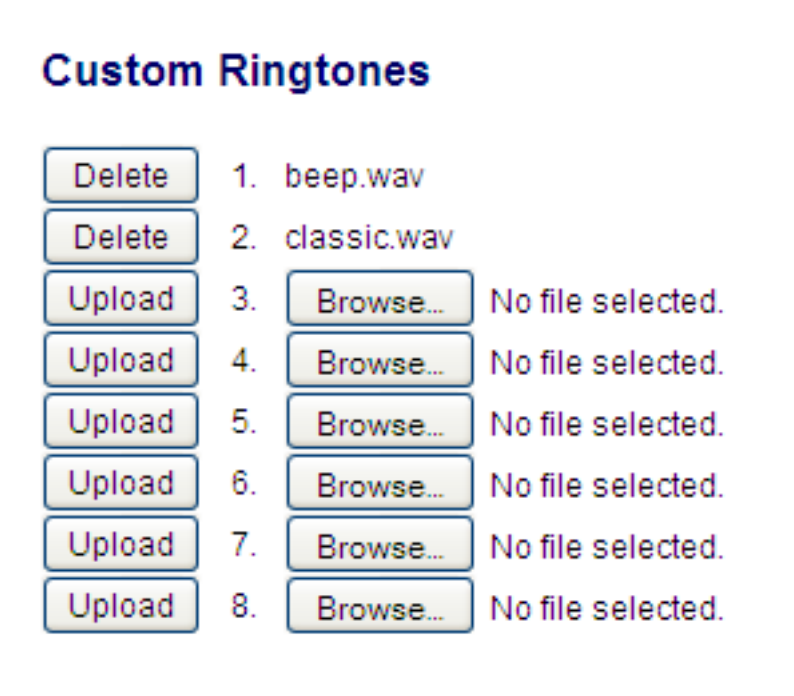 Custom Ringtones
Delete 1. beep.wav
Delete 2. classic.wav
Upload 3. Browse... No file selected.
Upload 4. Browse... No file selected.
Upload 5. Browse... No file selected.
Upload 6. Browse... No file selected.
Upload 7. Browse... No file selected.
Upload 8. Browse... No file selected.